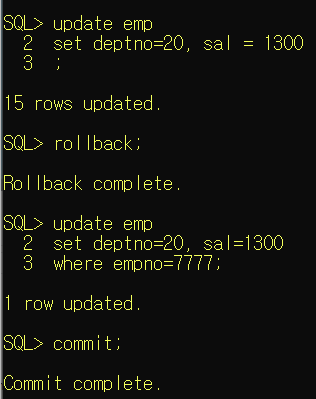 SQL> update emp
2 set deptno=20, sal = 1300
3 ;
15 rows updated.
SQL> rollback;
Rollback complete.
SQL> update emp
2 set deptno=20, sal=1300
3 where empno=7777;
1 row updated.
SQL> commit;
Commit complete.